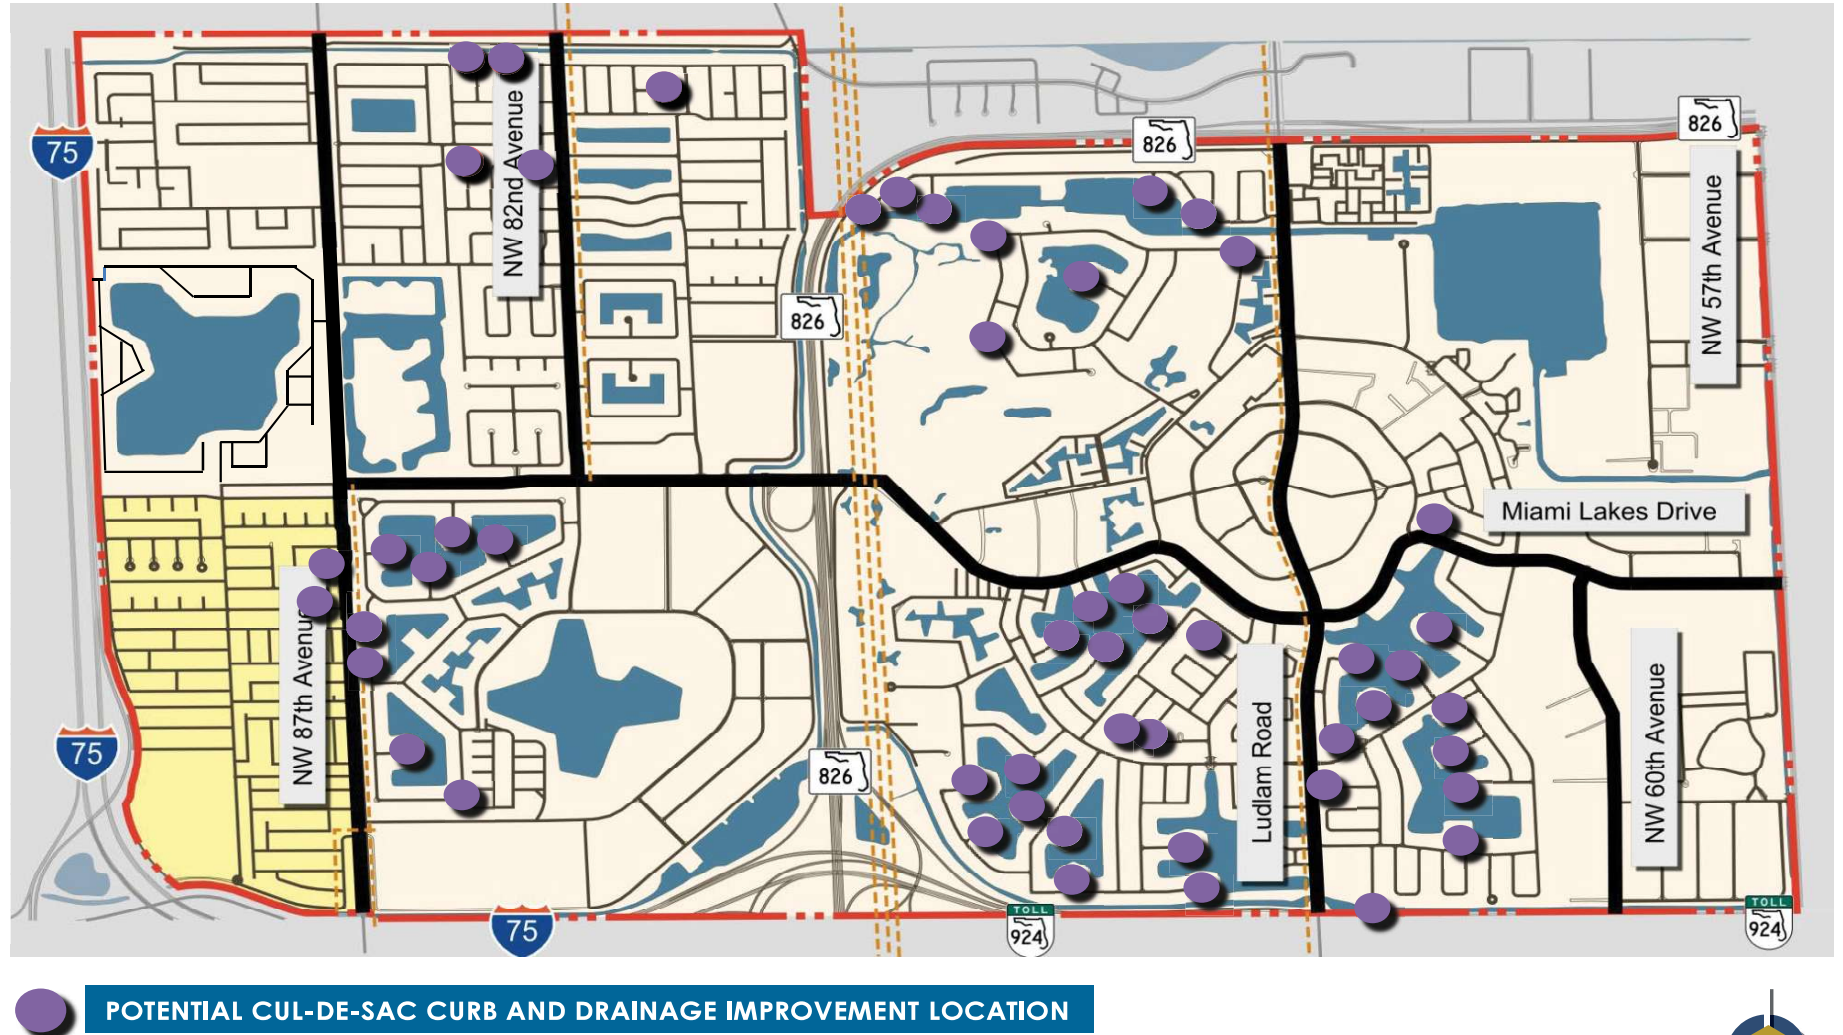 826
826
75
NW 82nd Avenue
NW 57th Avenue
826
Miami Lakes Drive
NW 87th Avenue
NW 60th Avenue
Ludlam Road
75
826
TOLL
924
TOLL
924
75
POTENTIAL CUL-DE-SAC CURB AND DRAINAGE IMPROVEMENT LOCATION